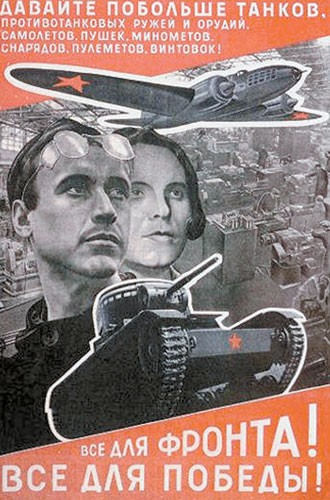 ДАВАЙТЕ ПОБОЛЬШЕ ТАНКОВ,
ПРОТИВОТАНКОВЫХ РУЖЕЙ И ОРУДИЙ,
САМОЛЕТОВ, ПУШЕК, МИНОМЕТОВ,
СНАРЯДОВ, ПУЛЕМЕТОВ, ВИНТОВОК!
ВСЕ ДЛЯ ФРОНТА!
ВСЕ ДЛЯ ПОБЕДЫ!